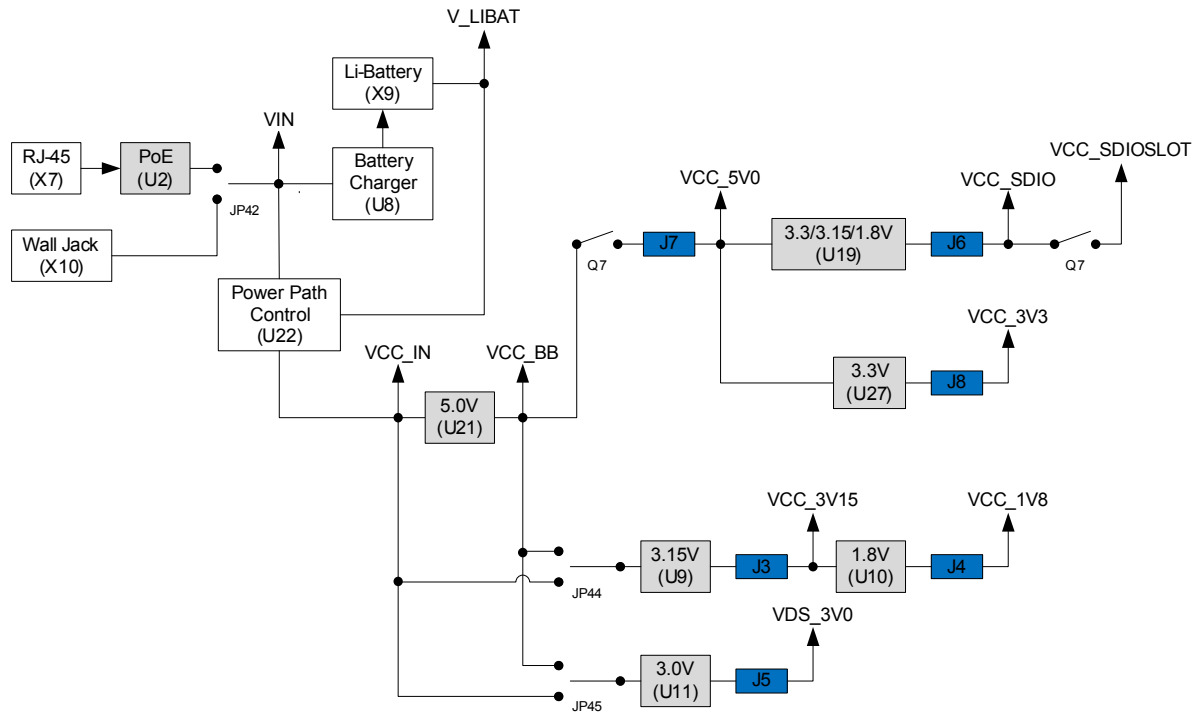 V_LIBAT
Li-Battery
(X9)
VIN
RJ-45
(X7)
PoE
(U2)
Battery
Charger
(U8)
JP42
Wall Jack
(X10)
Power Path
Control
(U22)
VCC_IN
VCC_BB
5.0V
(U21)
Q7
J7
VCC_5V0
3.3/3.15/1.8V
(U19)
J6
VCC_SDIO
Q7
VCC_SDIOSLOT
3.3V
(U27)
J8
VCC_3V3
JP44
3.15V
(U9)
J3
VCC_3V15
1.8V
(U10)
J4
VCC_1V8
JP45
3.0V
(U11)
J5
VDS_3V0